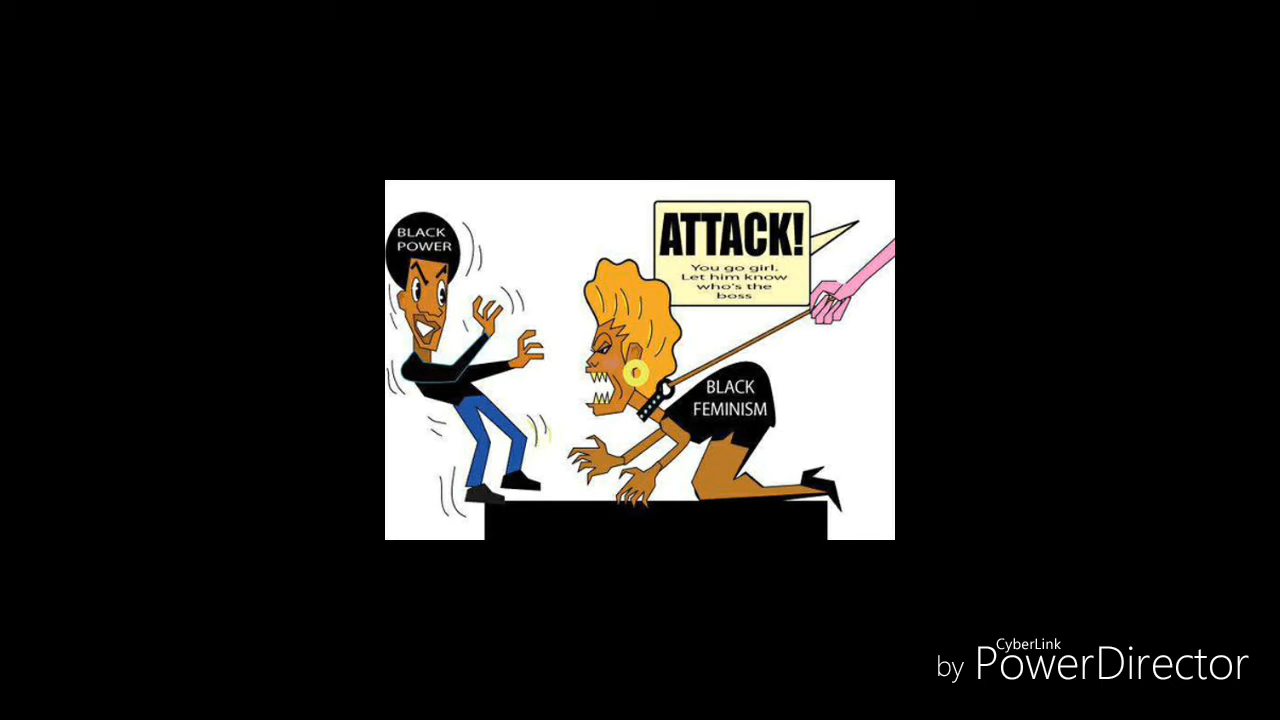 BLACK
POWER
ATTACK!
You go girl.
Let him know
who's the
boss
BLACK
FEMINISM
CyberLink
by PowerDirector